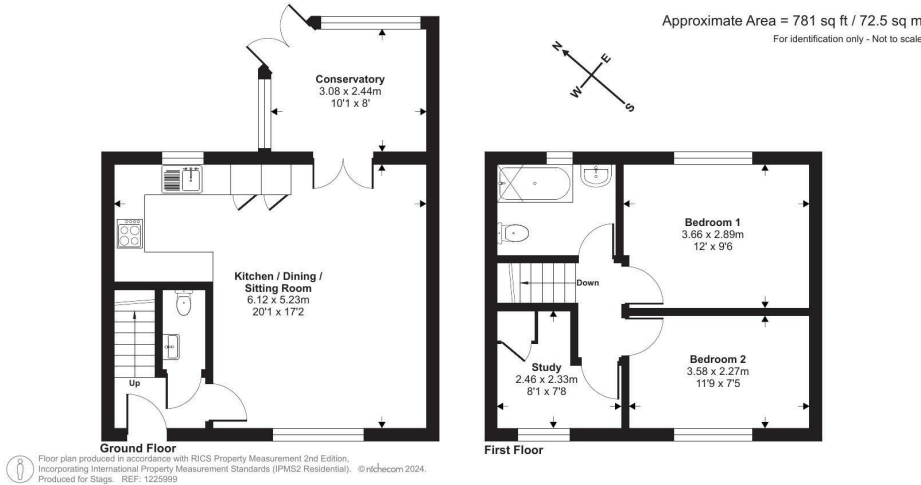 Approximate Area = 781 sq ft / 72.5 sq m
For identification only - Not to scale
N
E
W
S
Conservatory
3.08 x 2.44m
10'1 x 8'
Kitchen / Dining /
Sitting Room
6.12 x 5.23m
20'1 x 17'2
Up
Ground Floor
Bedroom 1
3.66 x 2.89m
12' x 9'6
Down
Study
2.46 x 2.33m
8'1 x 7'8
Bedroom 2
3.58 x 2.27m
11'9 x 7'5
First Floor
Floor plan produced in accordance with RICS Property Measurement 2nd Edition,
Incorporating International Property Measurement Standards (IPMS2 Residential). © nichecom 2024.
Produced for Stags. REF: 1225999